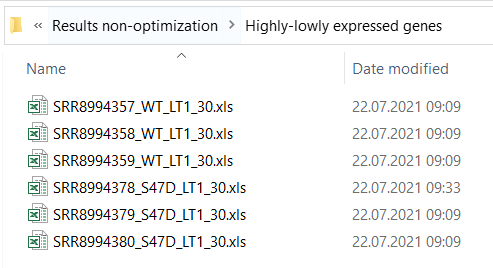 « Results non-optimization > Highly-lowly expressed genes
Name Date modified
SRR8994357_WT_LT1_30.xls 22.07.2021 09:09
SRR8994358_WT_LT1_30.xls 22.07.2021 09:09
SRR8994359_WT_LT1_30.xls 22.07.2021 09:09
SRR8994378_S47D_LT1_30.xls 22.07.2021 09:33
SRR8994379_S47D_LT1_30.xls 22.07.2021 09:09
SRR8994380_S47D_LT1_30.xls 22.07.2021 09:09